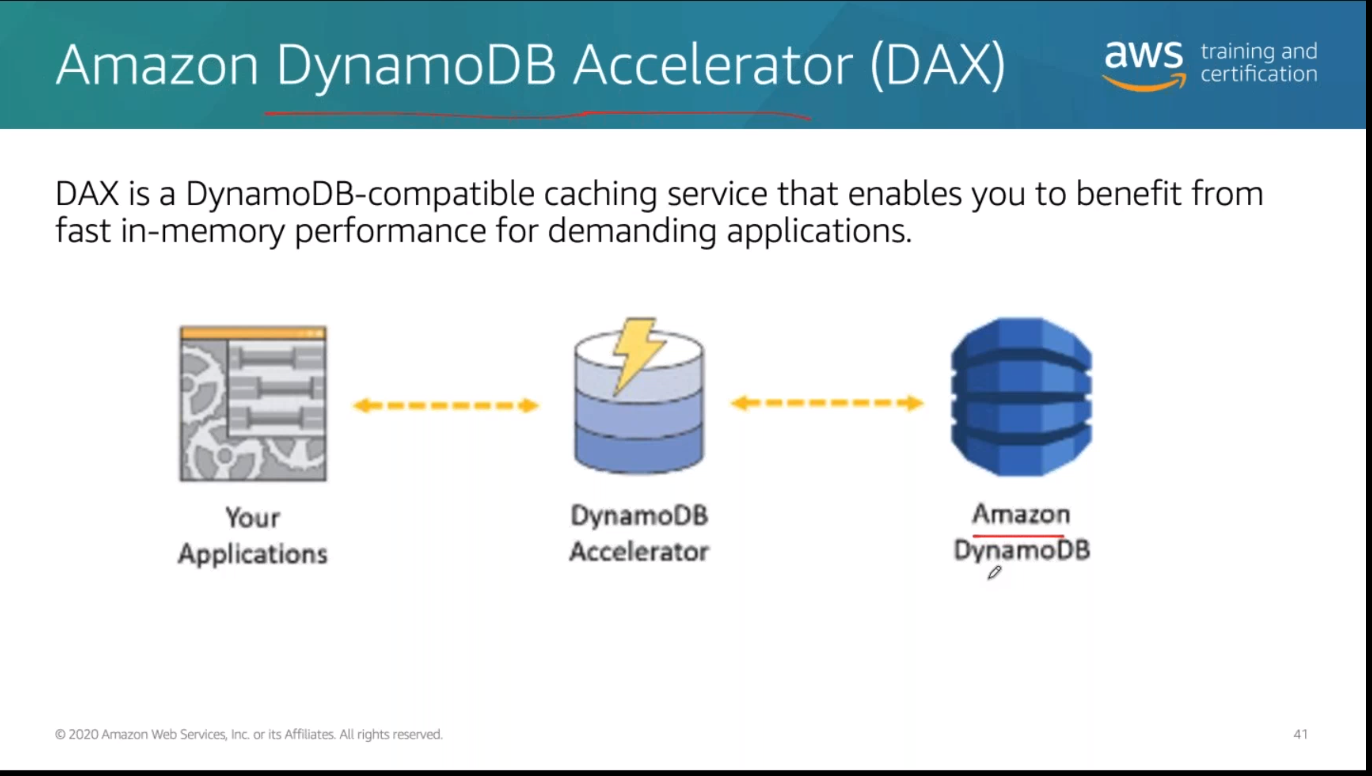 Amazon DynamoDB Accelerator (DAX)
aws training and
certification
DAX is a DynamoDB-compatible caching service that enables you to benefit from
fast in-memory performance for demanding applications.
Your
Applications
DynamoDB
Accelerator
Amazon
DynamoDB
© 2020 Amazon Web Services, Inc. or its Affiliates. All rights reserved.
41